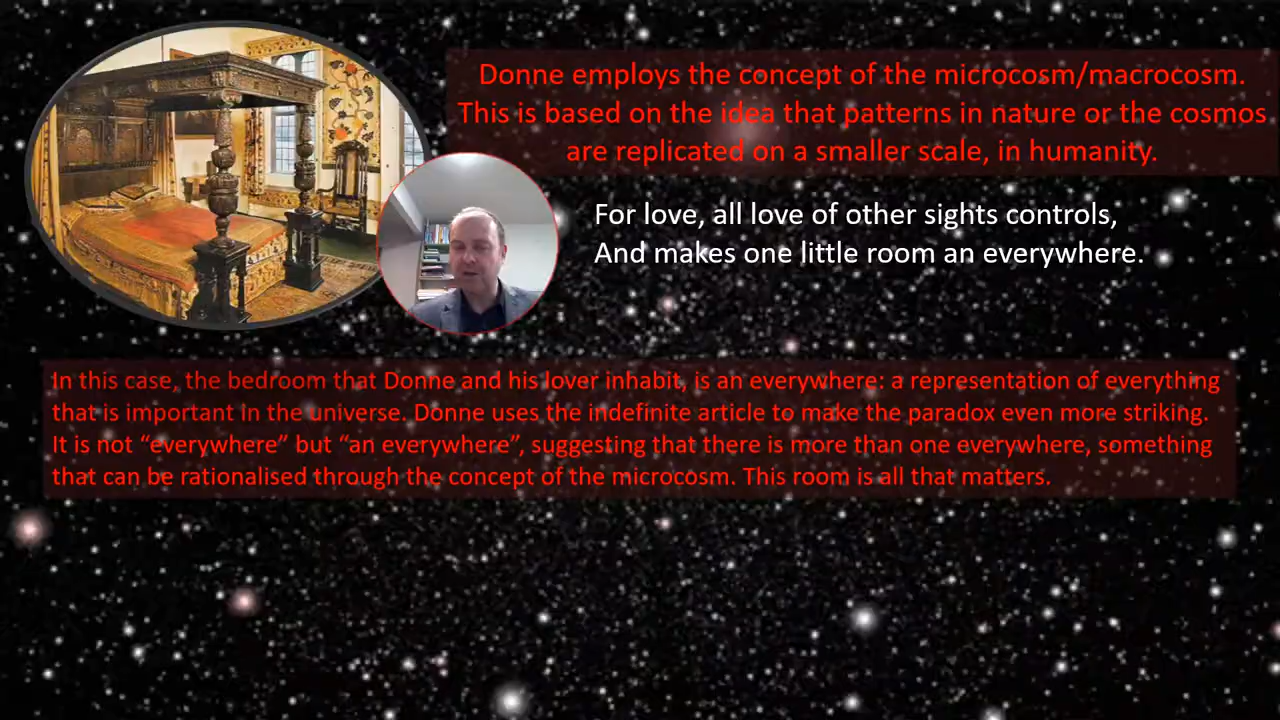 Donne employs the concept of the microcosm/macrocosm.
This is based on the idea that patterns in nature or the cosmos
are replicated on a smaller scale, in humanity.
For love, all love of other sights controls,
And makes one little room an everywhere.
In this case, the bedroom that Donne and his lover inhabit, is an everywhere: a representation of everything
that is important in the universe. Donne uses the indefinite article to make the paradox even more striking.
It is not “everywhere” but “an everywhere”, suggesting that there is more than one everywhere, something
that can be rationalised through the concept of the microcosm. This room is all that matters.